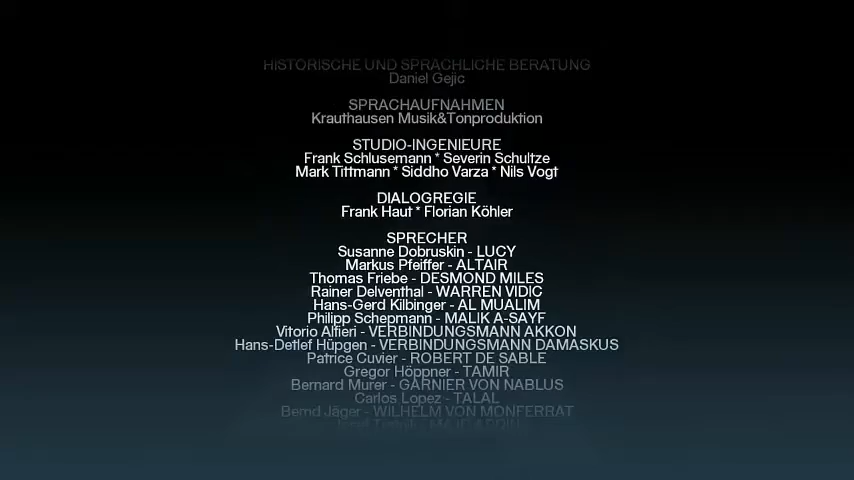 HISTORISCHE UND SPRACHLICHE BERATUNG
Daniel Gejic
SPRACHAUFNAHMEN
Krauthausen Musik&Tonproduktion
STUDIO-INGENIEURE
Frank Schlusemann * Severin Schultze
Mark Tittmann * Siddho Varza * Nils Vogt
DIALOGREGIE
Frank Haut * Florian Köhler
SPRECHER
Susanne Dobruskin - LUCY
Markus Pfeiffer - ALTAIR
Thomas Friebe - DESMOND MILES
Rainer Delventhal - WARREN VIDIC
Hans-Gerd Kilbinger - AL MUALIM
Philipp Schepmann - MALIK A-SAYF
Vitorio Alfieri - VERBINDUNGSMANN AKKON
Hans-Detlef Hüpgen - VERBINDUNGSMANN DAMASKUS
Patrice Cuvier - ROBERT DE SABLE
Gregor Höppner - TAMIR
Bernard Murer - GARNIER VON NABLUS
Carlos Lopez - TALAL
Bernd Jäger - WILHELM VON MONFERRAT